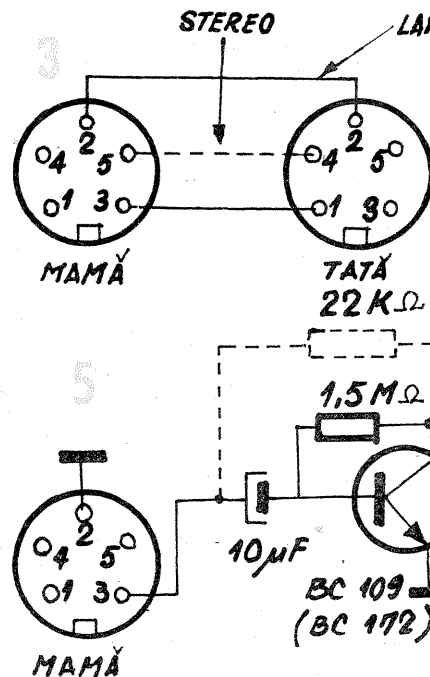 3
STEREO
LAN
2
4 5
1 3
MAMĂ
2
4 5
1 3
TATĂ
22 KΩ
5
1,5 MΩ
2
4 5
1 3
MAMĂ
10µF
BC 109
(BC 172)